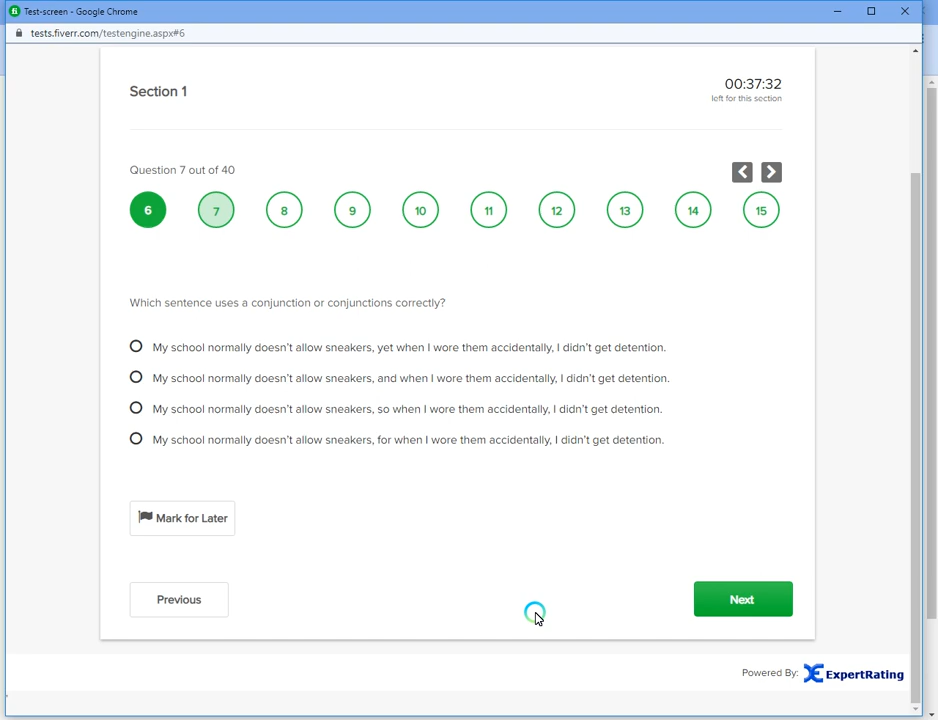 Test-screen - Google Chrome
tests.fiverr.com/testengine.aspx#6
Section 1
00:37:32
left for this section
Question 7 out of 40
6 7 8 9 10 11 12 13 14 15
Which sentence uses a conjunction or conjunctions correctly?
My school normally doesn't allow sneakers, yet when I wore them accidentally, I didn't get detention.
My school normally doesn't allow sneakers, and when I wore them accidentally, I didn't get detention.
My school normally doesn't allow sneakers, so when I wore them accidentally, I didn't get detention.
My school normally doesn't allow sneakers, for when I wore them accidentally, I didn't get detention.
Mark for Later
Previous
Next
Powered By: ExpertRating